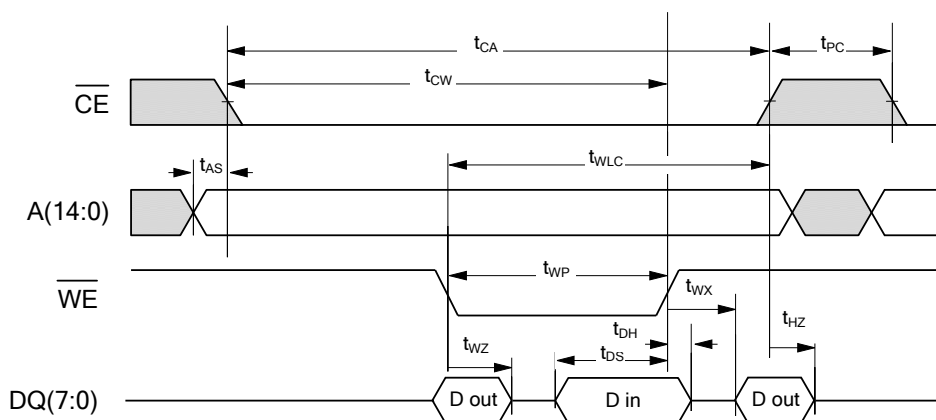 tCA
tPC
tCW
CE
tAS
tWLC
A(14:0)
tWP
WE
tWX
tDH
tHZ
tWZ
tDS
DQ(7:0)
D out
D in
D out